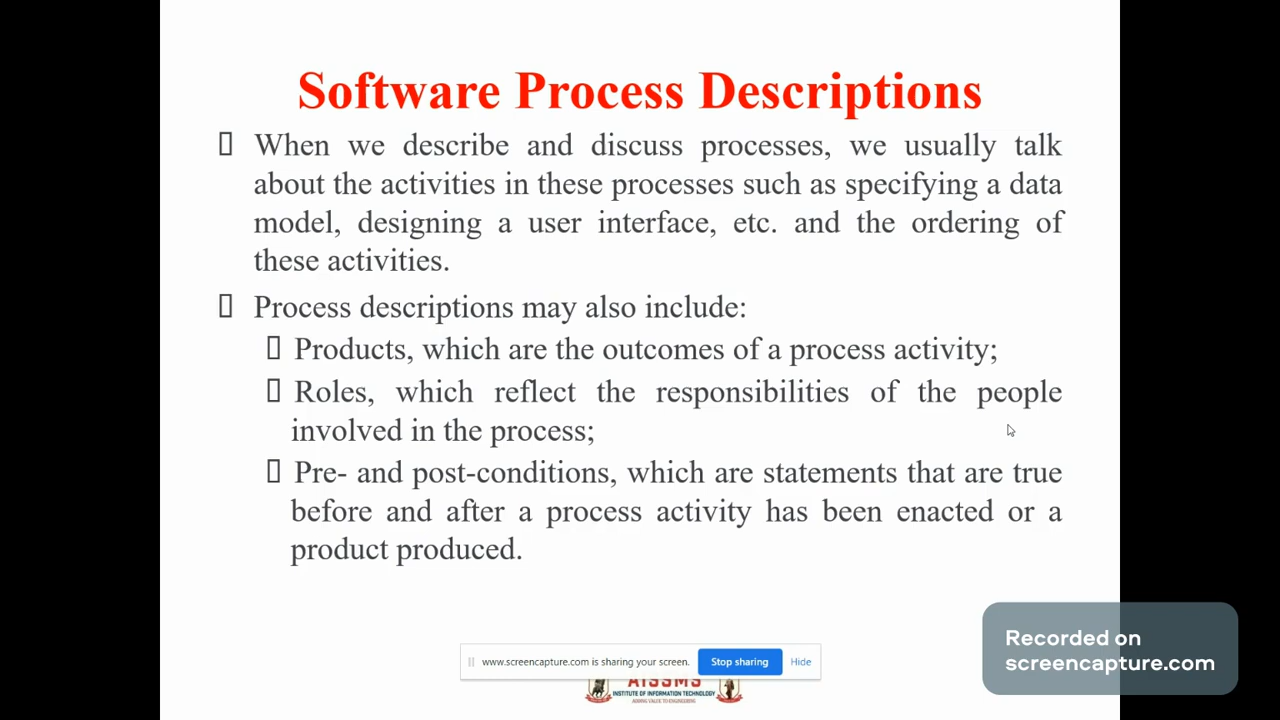 Software Process Descriptions
When we describe and discuss processes, we usually talk
about the activities in these processes such as specifying a data
model, designing a user interface, etc. and the ordering of
these activities.
Process descriptions may also include:
Products, which are the outcomes of a process activity;
Roles, which reflect the responsibilities of the people
involved in the process;
Pre- and post-conditions, which are statements that are true
before and after a process activity has been enacted or a
product produced.
Recorded on
screencapture.com
www.screencapture.com is sharing your screen. Stop sharing Hide
AISSMS
INSTITUTE OF INFORMATION TECHNOLOGY
ADDING VALUE TO ENGINEERING